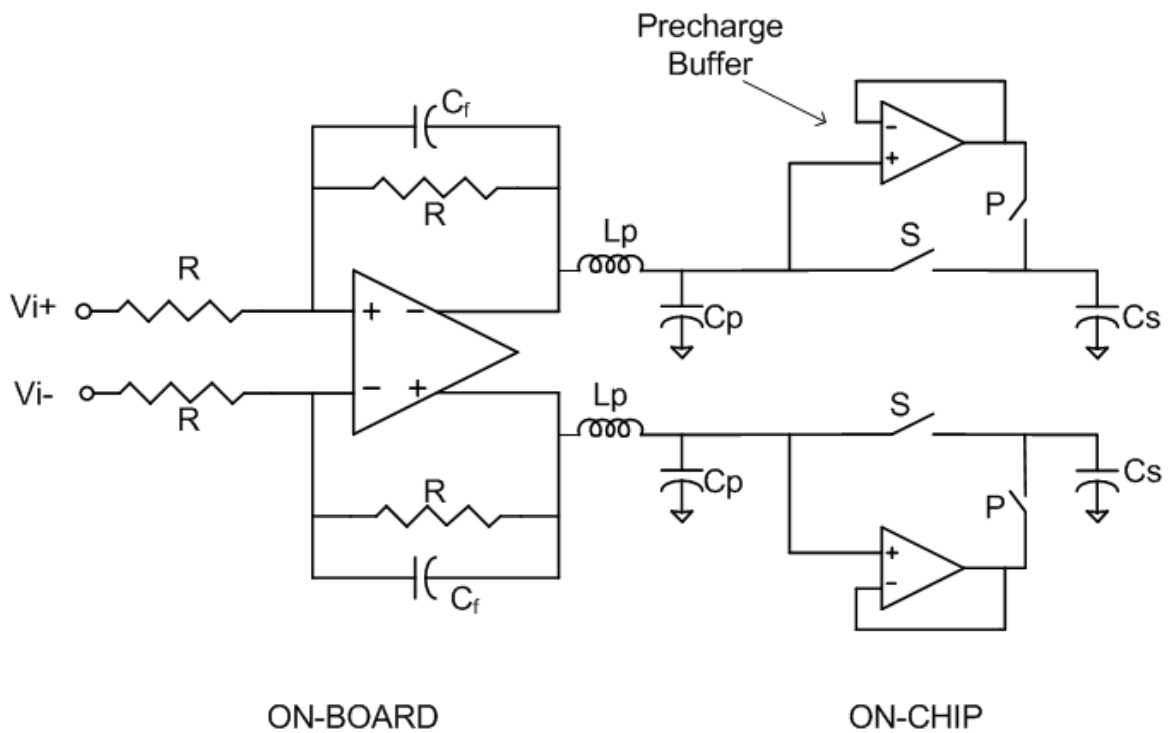 Precharge
Buffer
Cf
R
−
+
P
Lp
S
R
Cp
Cs
Vi+
+ −
Vi-
− +
R
Lp
S
Cp
Cs
R
P
+
−
Cf
ON-BOARD
ON-CHIP